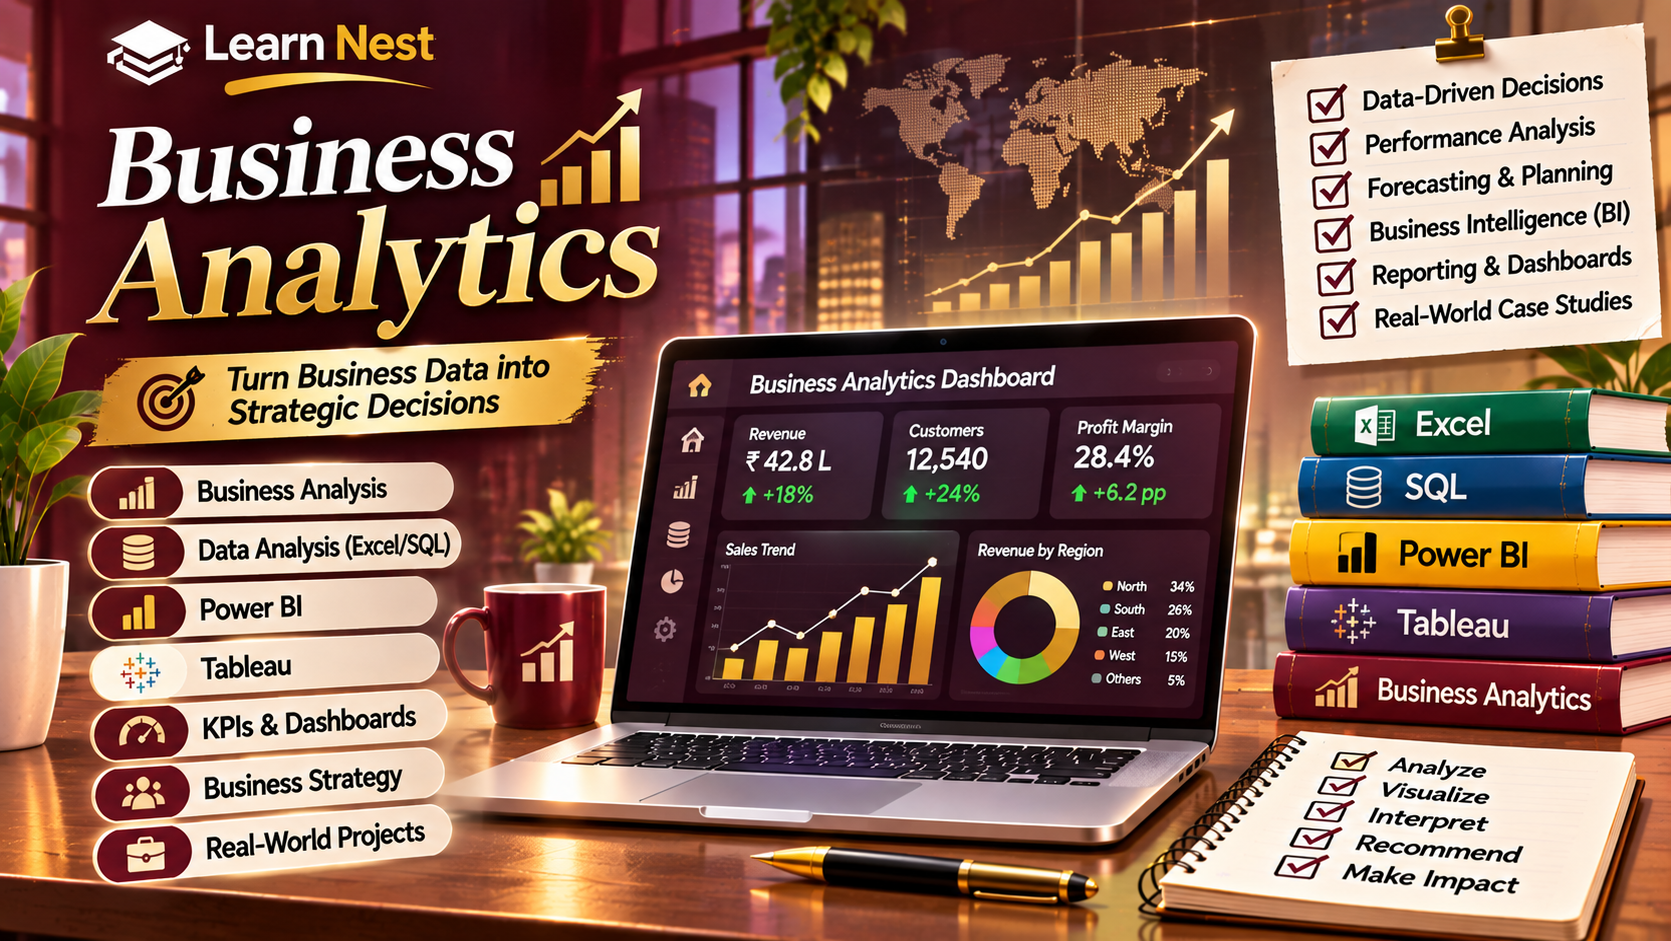 Learn Nest
Business
Analytics
Turn Business Data into
Strategic Decisions
Business Analysis
Data Analysis (Excel/SQL)
Power BI
Tableau
KPIs & Dashboards
Business Strategy
Real-World Projects
Business Analytics Dashboard
Revenue
₹ 42.8 L
+18%
Customers
12,540
+24%
Profit Margin
28.4%
+6.2 pp
Sales Trend
Revenue by Region
North 34%
South 26%
East 20%
West 15%
Others 5%
Data-Driven Decisions
Performance Analysis
Forecasting & Planning
Business Intelligence (BI)
Reporting & Dashboards
Real-World Case Studies
Excel
SQL
Power BI
Tableau
Business Analytics
Analyze
Visualize
Interpret
Recommend
Make Impact